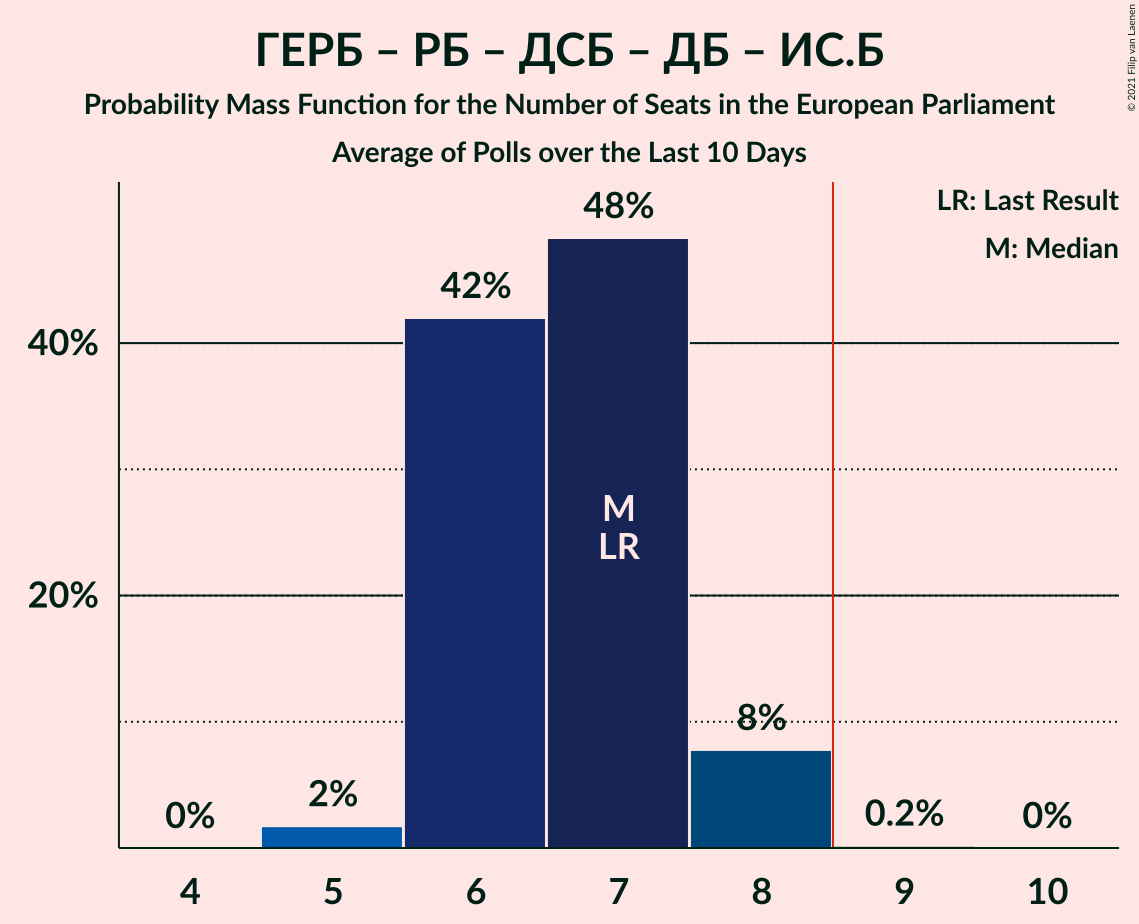 ГЕРБ – РБ – ДСБ – ДБ – ИС.Б
Probability Mass Function for the Number of Seats in the European Parliament
Average of Polls over the Last 10 Days
© 2021 Filip van Laenen
LR: Last Result
M: Median
48%
42%
40%
M
LR
20%
8%
2%
0%
0.2%
0%
4
5
6
7
8
9
10